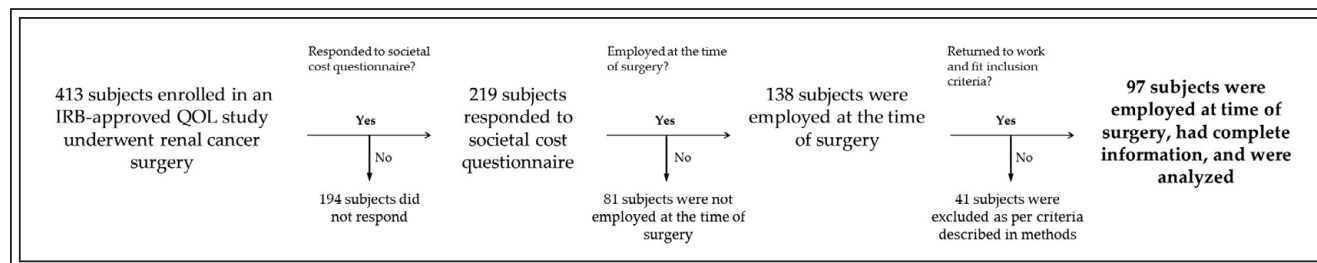 413 subjects enrolled in an
IRB-approved QOL study
underwent renal cancer
surgery
Responded to societal
cost questionnaire?
Yes
No
194 subjects did
not respond
219 subjects
responded to
societal cost
questionnaire
Employed at the time
of surgery?
Yes
No
81 subjects were not
employed at the time of
surgery
138 subjects were
employed at the time
of surgery
Returned to work
and fit inclusion
criteria?
Yes
No
41 subjects were
excluded as per criteria
described in methods
97 subjects were
employed at time of
surgery, had complete
information, and were
analyzed